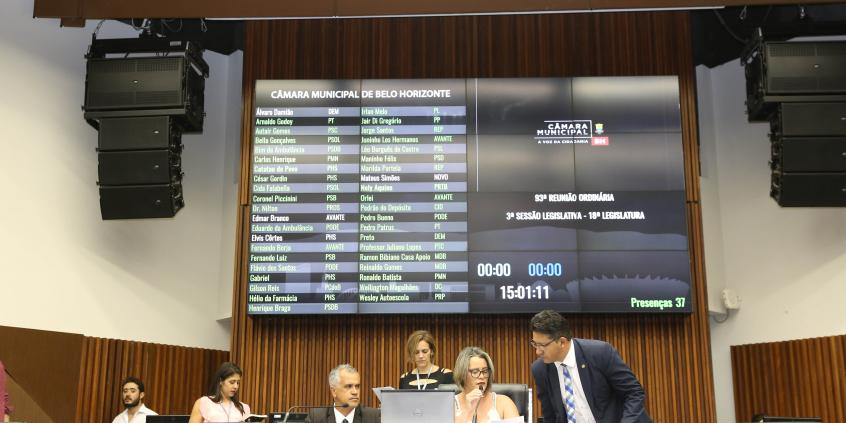 CÂMARA MUNICIPAL DE BELO HORIZONTE
Álvaro Damião DEM
Arnaldo Godoy PT
Autair Gomes PSC
Bella Gonçalves PSOL
Bim da Ambulância PSDB
Carlos Henrique PMN
Catatau do Povo PHS
César Gordin PHS
Cida Falabella PSOL
Coronel Piccinini PSB
Dr. Nilton PROS
Edmar Branco AVANTE
Eduardo da Ambulância PODE
Elvis Côrtes PHS
Fernando Borja AVANTE
Fernando Luiz PSB
Flávio dos Santos PODE
Gabriel PHS
Gilson Reis PCdoB
Hélio da Farmácia PHS
Henrique Braga PSDB
Irlan Melo PL
Jair Di Gregório PP
Jorge Santos REP
Juninho Los Hermanos AVANTE
Léo Burguês de Castro PSL
Maninho Félix PSD
Marilda Portela REP
Mateus Simões NOVO
Nely Aquino PRTB
Orlei AVANTE
Pedrão do Depósito CID
Pedro Bueno PODE
Pedro Patrus PT
Preto DEM
Professor Juliano Lopes PTC
Ramon Bibiano Casa Apoio MDB
Reinaldo Gomes MDB
Ronaldo Batista PMN
Wellington Magalhães DC
Wesley Autoescola PRP
CÂMARA
MUNICIPAL
A VOZ DA CIDADANIA BH
93ª REUNIÃO ORDINÁRIA
3ª SESSÃO LEGISLATIVA - 18ª LEGISLATURA
00:00 00:00
15:01:11
Presenças 37